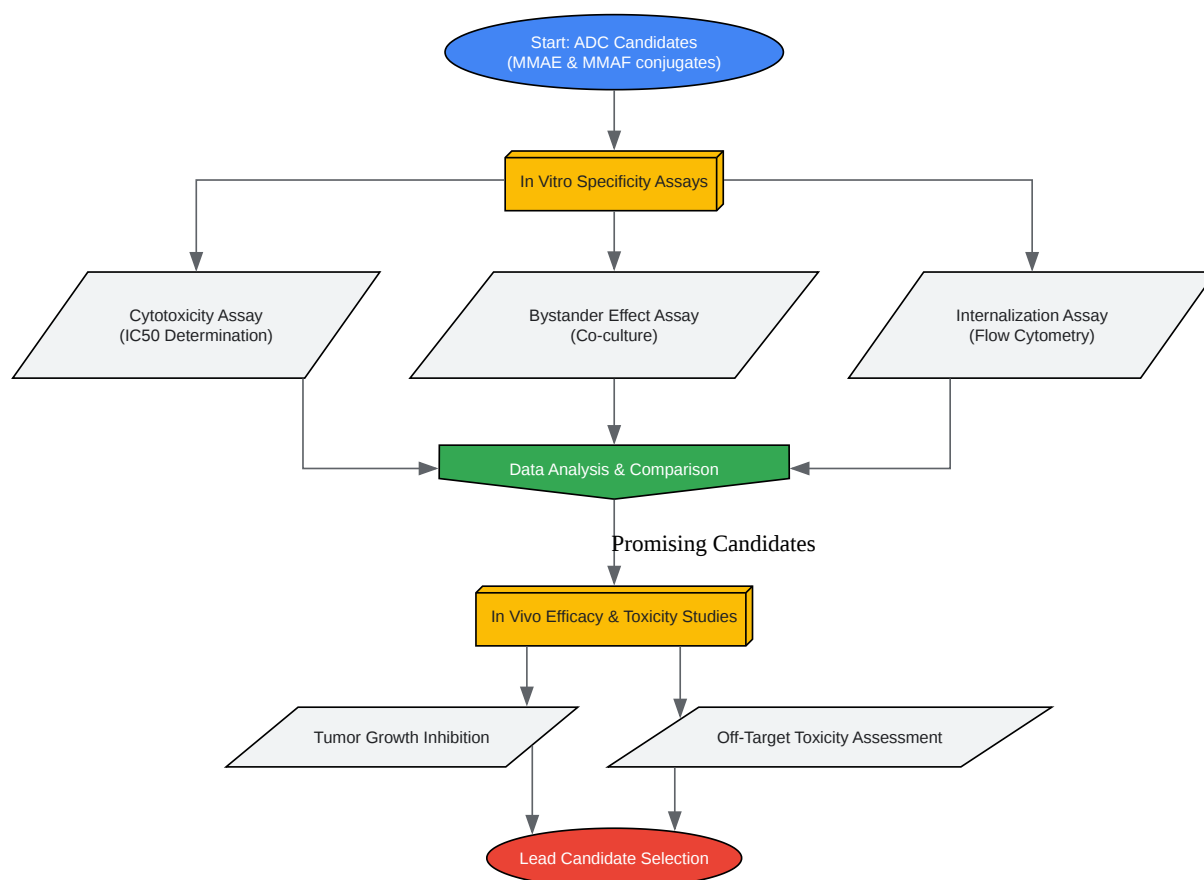 Start: ADC Candidates
(MMAE & MMAF conjugates)
In Vitro Specificity Assays
Cytotoxicity Assay
(IC50 Determination)
Bystander Effect Assay
(Co-culture)
Internalization Assay
(Flow Cytometry)
Data Analysis & Comparison
Promising Candidates
In Vivo Efficacy & Toxicity Studies
Tumor Growth Inhibition
Off-Target Toxicity Assessment
Lead Candidate Selection